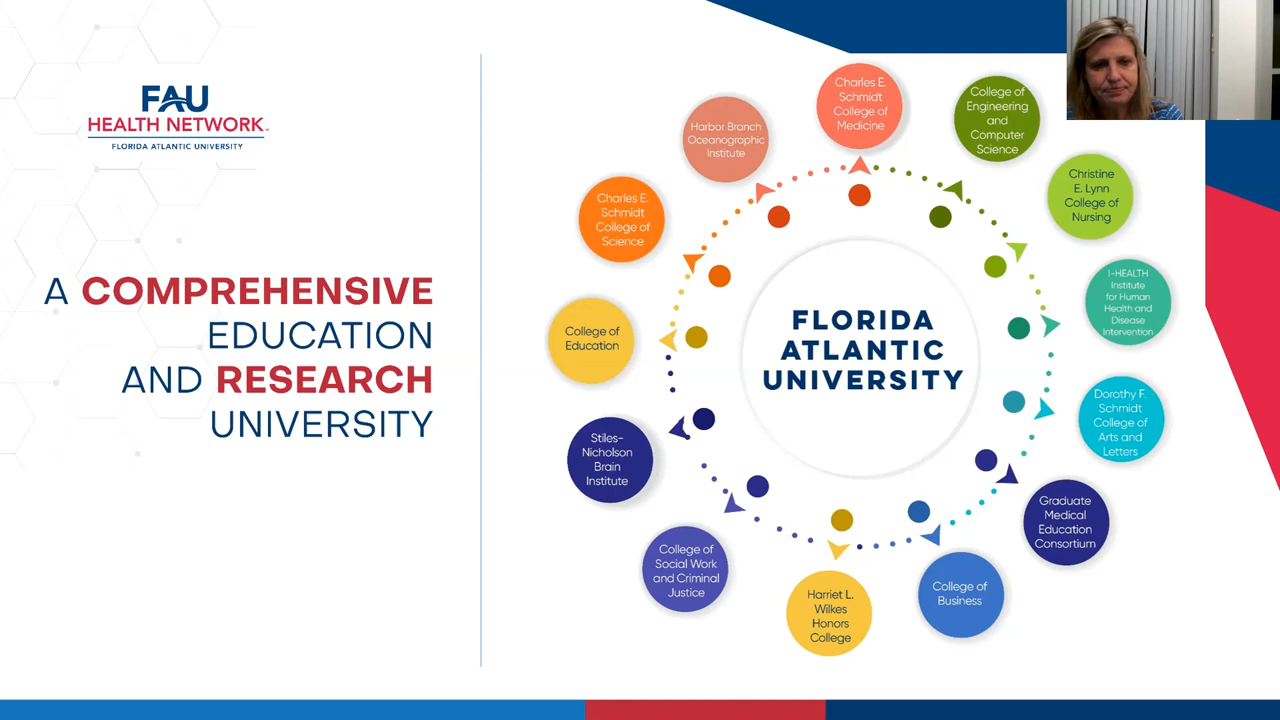 FAU
HEALTH NETWORK™
FLORIDA ATLANTIC UNIVERSITY
A COMPREHENSIVE
EDUCATION
AND RESEARCH
UNIVERSITY
FLORIDA
ATLANTIC
UNIVERSITY
Charles E.
Schmidt
College of
Medicine
College of
Engineering
and
Computer
Science
Christine
E. Lynn
College of
Nursing
I-HEALTH
Institute
for Human
Health and
Disease
Intervention
Dorothy F.
Schmidt
College of
Arts and
Letters
Graduate
Medical
Education
Consortium
College of
Business
Harriet L.
Wilkes
Honors
College
College of
Social Work
and Criminal
Justice
Stiles-
Nicholson
Brain
Institute
College of
Education
Charles E.
Schmidt
College of
Science
Harbor Branch
Oceanographic
Institute